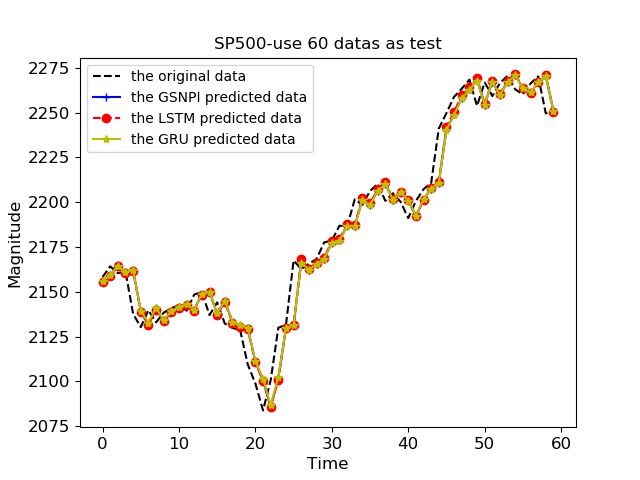 SP500-use 60 datas as test
the original data
the GSNPI predicted data
the LSTM predicted data
the GRU predicted data
Magnitude
2275
2250
2225
2200
2175
2150
2125
2100
2075
0 10 20 30 40 50 60
Time